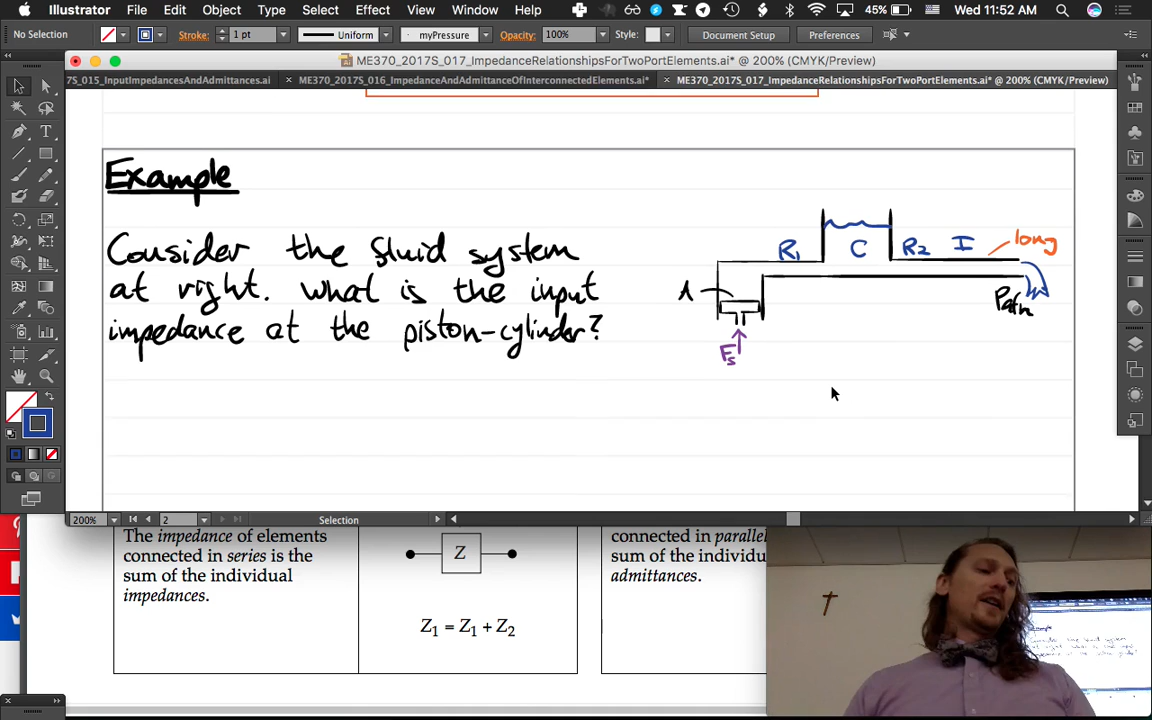 Illustrator File Edit Object Type Select Effect View Window Help 45% Wed 11:52 AM
No Selection Stroke: 1 pt Uniform myPressure Opacity: 100% Style: Document Setup Preferences
ME370_2017S_017_ImpedanceRelationshipsForTwoPortElements.ai* @ 200% (CMYK/Preview)
7S_015_InputImpedancesAndAdmittances.ai ME370_2017S_016_ImpedanceAndAdmittanceOfInterconnectedElements.ai* ME370_2017S_017_ImpedanceRelationshipsForTwoPortElements.ai* @ 200% (CMYK/Preview)
Example
Consider the fluid system
at right. What is the input
impedance at the piston-cylinder?
R1 C R2 I long
A
Patm
Fs
200% 2 Selection
The impedance of elements
connected in series is the
sum of the individual
impedances.
Z
Z1 = Z1 + Z2
connected in parallel
sum of the individu
admittances.